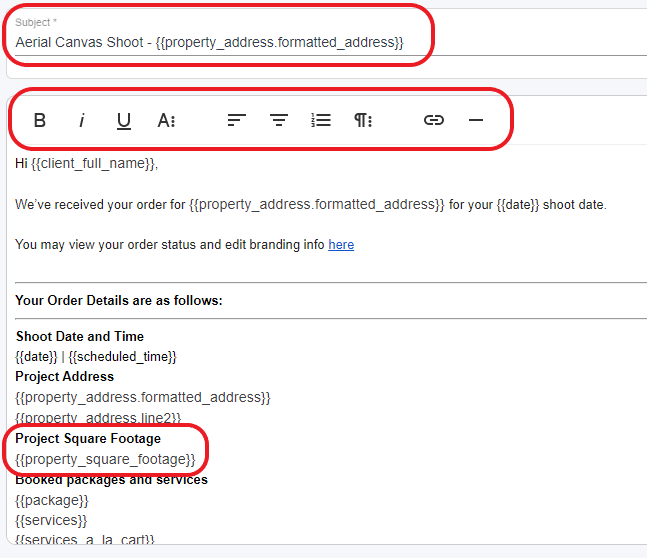 Subject *
Aerial Canvas Shoot - {{property_address.formatted_address}}
B i U A
Hi {{client_full_name}},
We've received your order for {{property_address.formatted_address}} for your {{date}} shoot date.
You may view your order status and edit branding info here
Your Order Details are as follows:
Shoot Date and Time
{{date}} | {{scheduled_time}}
Project Address
{{property_address.formatted_address}}
{{property_address.line2}}
Project Square Footage
{{property_square_footage}}
Booked packages and services
{{package}}
{{services}}
{{services_a_la_cart}}